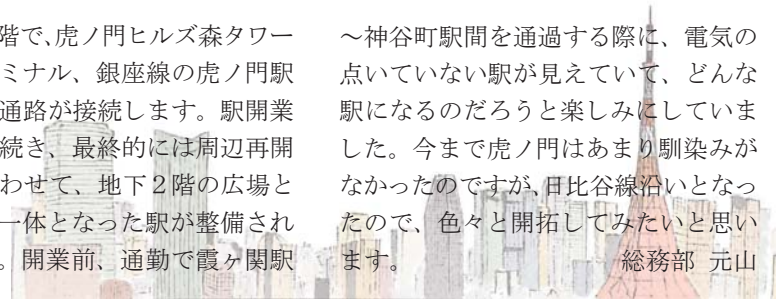 階で、虎ノ門ヒルズ森タワー
ミナル、銀座線の虎ノ門駅
通路が接続します。駅開業
続き、最終的には周辺再開
わせて、地下２階の広場と
一体となった駅が整備され
。開業前、通勤で霞ヶ関駅
～神谷町駅間を通過する際に、電気の
点いていない駅が見えていて、どんな
駅になるのだろうと楽しみにしていま
した。今まで虎ノ門はあまり馴染みが
なかったのですが、日比谷線沿いとなっ
たので、色々と開拓してみたいと思い
ます。 総務部 元山